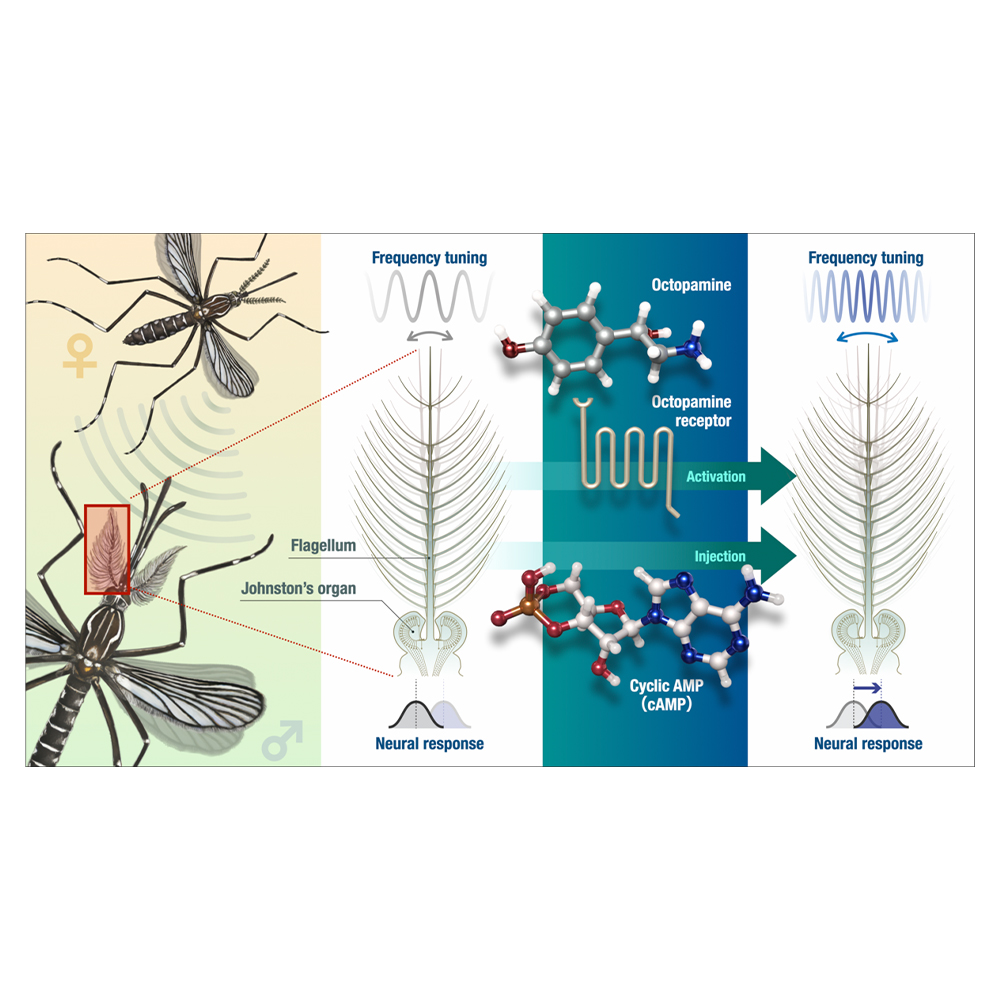 Frequency tuning
Flagellum
Johnston's organ
Neural response
Octopamine
Octopamine
receptor
Activation
Injection
Cyclic AMP
(cAMP)
Frequency tuning
Neural response